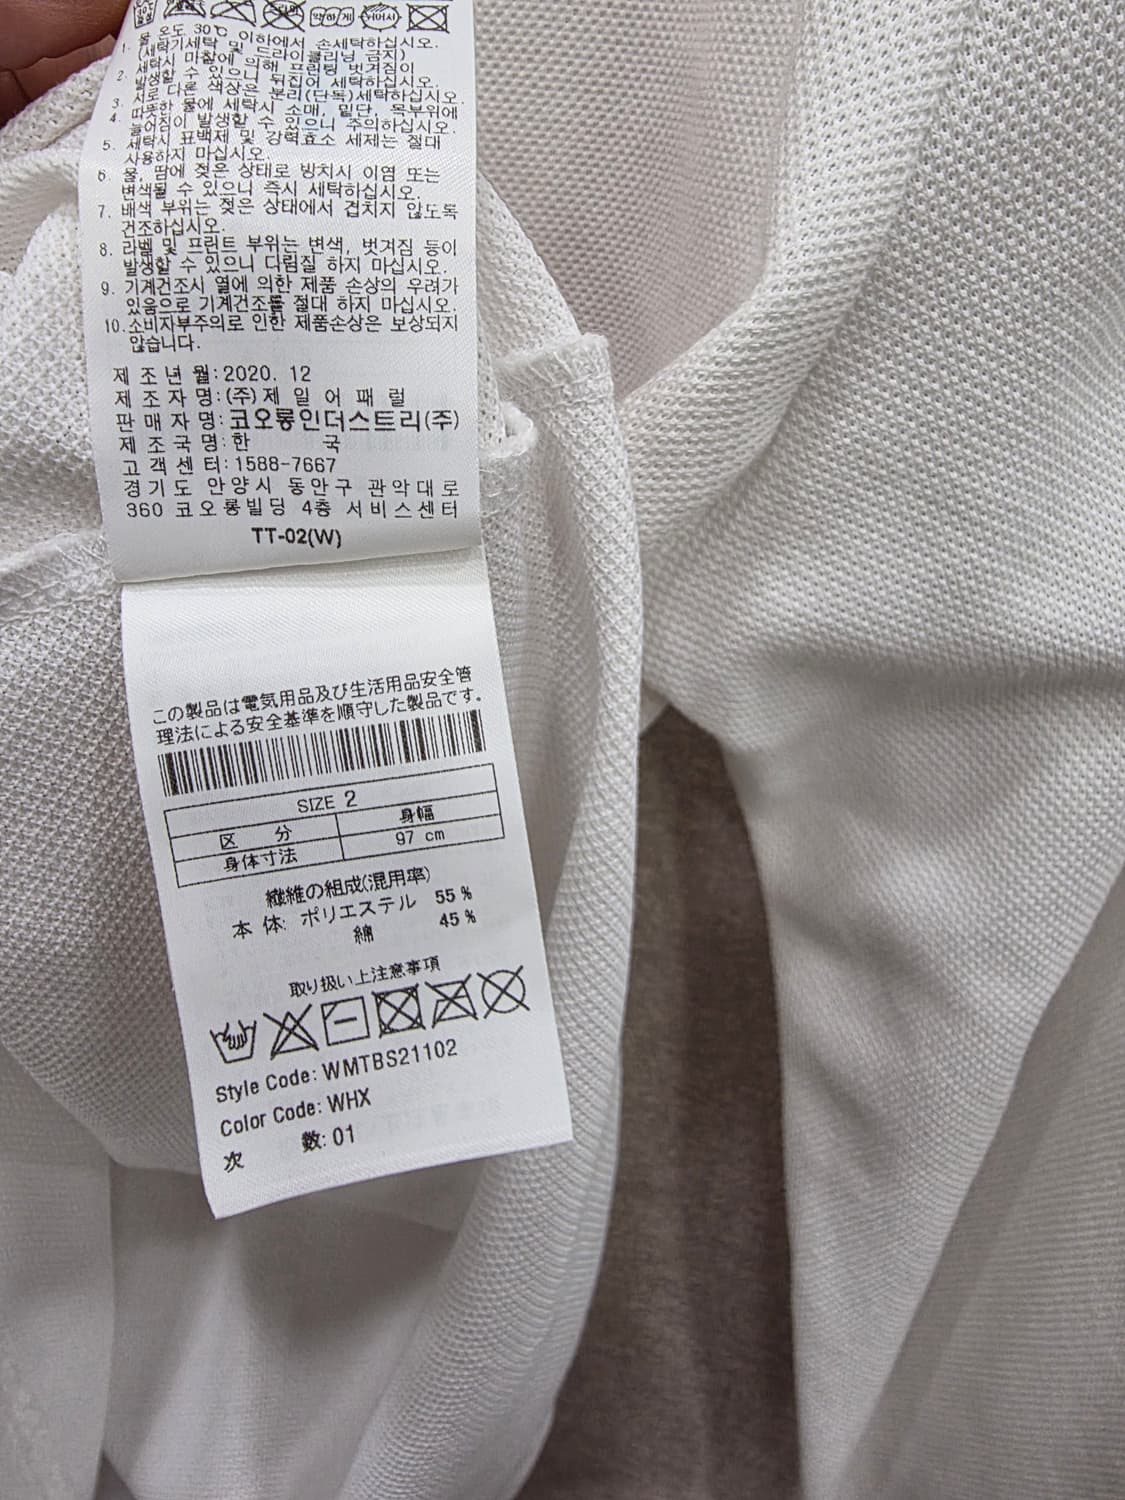 약하게
1. 물 온도 30℃ 이하에서 손세탁하십시오.
(세탁기세탁 및 드라이클리닝 금지)
2. 세탁시 마찰에 의해 프린팅 벗겨짐이
발생할 수 있으니 뒤집어 세탁하십시오.
3. 서로 다른 색상은 분리(단독)세탁하십시오.
4. 따뜻한 물에 세탁시 소매, 밑단, 목부위에
늘어짐이 발생할 수 있으니 주의하십시오.
5. 세탁시 표백제 및 강력효소 세제는 절대
사용하지 마십시오.
6. 물, 땀에 젖은 상태로 방치시 이염 또는
변색될 수 있으니 즉시 세탁하십시오.
7. 배색 부위는 젖은 상태에서 겹치지 않도록
건조하십시오.
8. 라벨 및 프린트 부위는 변색, 벗겨짐 등이
발생할 수 있으니 다림질 하지 마십시오.
9. 기계건조시 열에 의한 제품 손상의 우려가
있음으로 기계건조를 절대 하지 마십시오.
10. 소비자부주의로 인한 제품손상은 보상되지
않습니다.
제 조 년 월: 2020. 12
제 조 자 명: (주) 제 일 어 패 럴
판 매 자 명: 코오롱인더스트리(주)
제 조 국 명: 한 국
고 객 센 터: 1588-7667
경 기 도 안 양 시 동 안 구 관 악 대 로
360 코 오 롱 빌 딩 4층 서 비 스 센 터
TT-02(W)
この製品は電気用品及び生活用品安全管
理法による安全基準を順守した製品です。
SIZE 2
区 分 身幅
身体寸法 97 cm
繊維の組成(混用率)
本 体: ポリエステル 55 %
綿 45 %
取り扱い上注意事項
Style Code: WMTBS21102
Color Code: WHX
次 數: 01